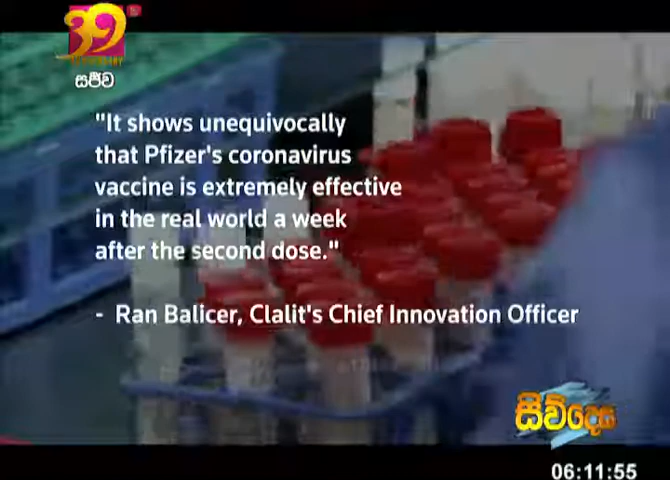 39
සජීව
"It shows unequivocally
that Pfizer's coronavirus
vaccine is extremely effective
in the real world a week
after the second dose."
- Ran Balicer, Clalit's Chief Innovation Officer
සිව්දෙස
06:11:55